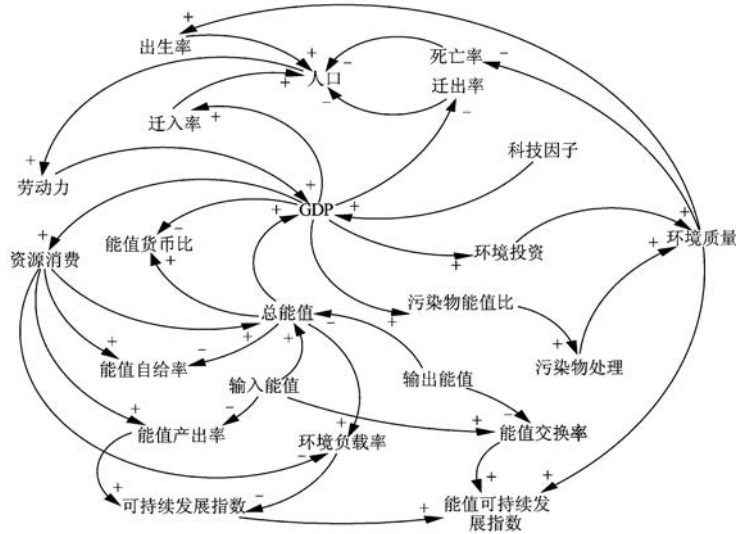 出生率
死亡率
人口
迁出率
迁入率
科技因子
劳动力
GDP
环境质量
能值货币比
环境投资
资源消费
污染物能值比
总能值
能值自给率
污染物处理
输入能值
输出能值
能值产出率
环境负载率
能值交换率
可持续发展指数
能值可持续发
展指数